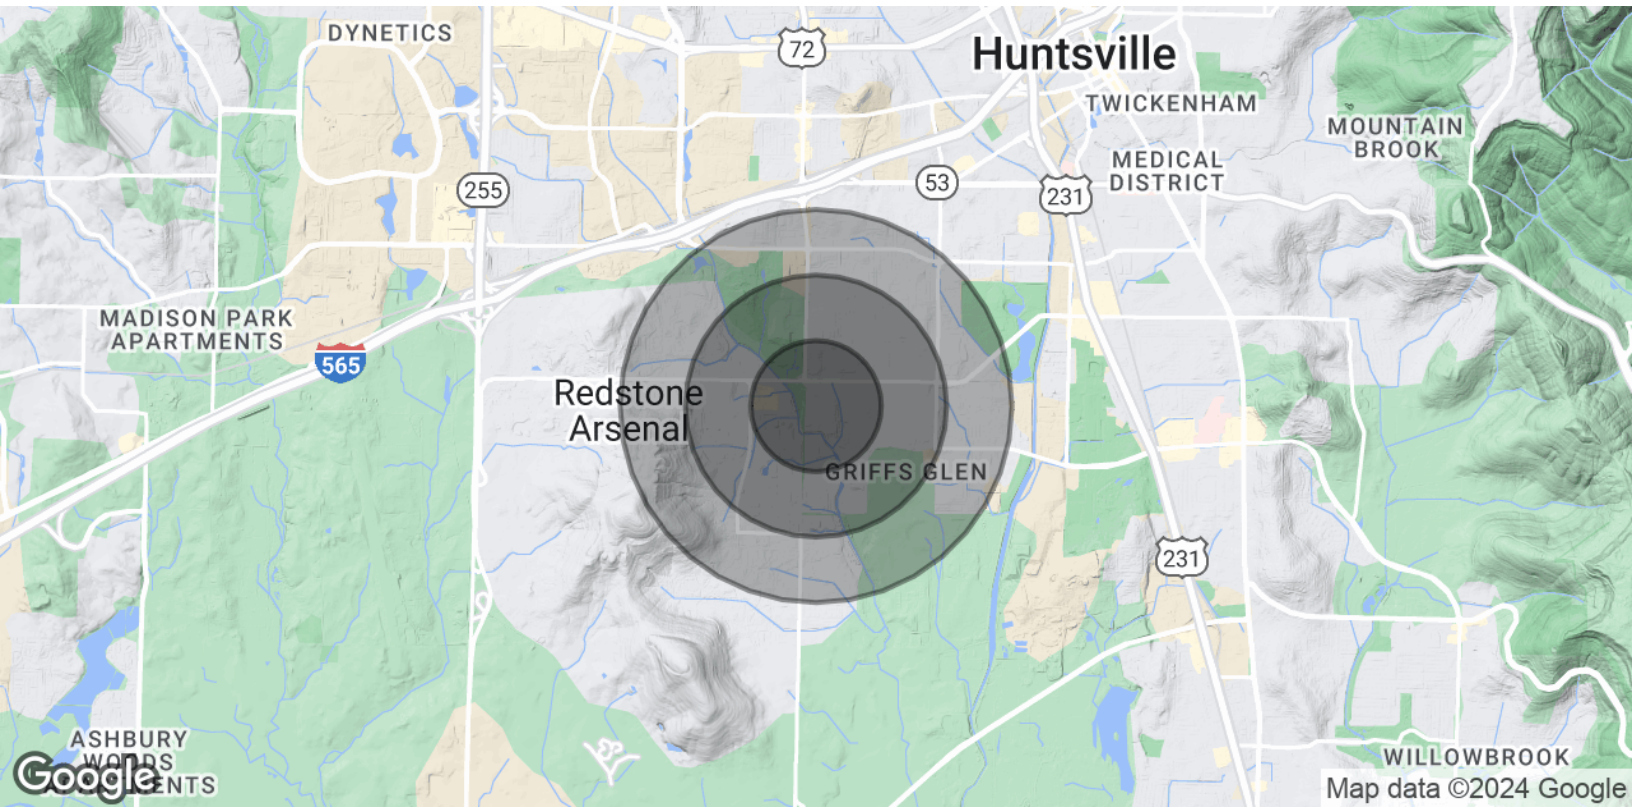 DYNETICS
72
Huntsville
TWICKENHAM
MOUNTAIN
BROOK
MEDICAL
DISTRICT
255
53
231
MADISON PARK
APARTMENTS
565
Redstone
Arsenal
GRIFFS GLEN
231
ASHBURY
WOODS
APARTMENTS
Google
WILLOWBROOK
Map data ©2024 Google